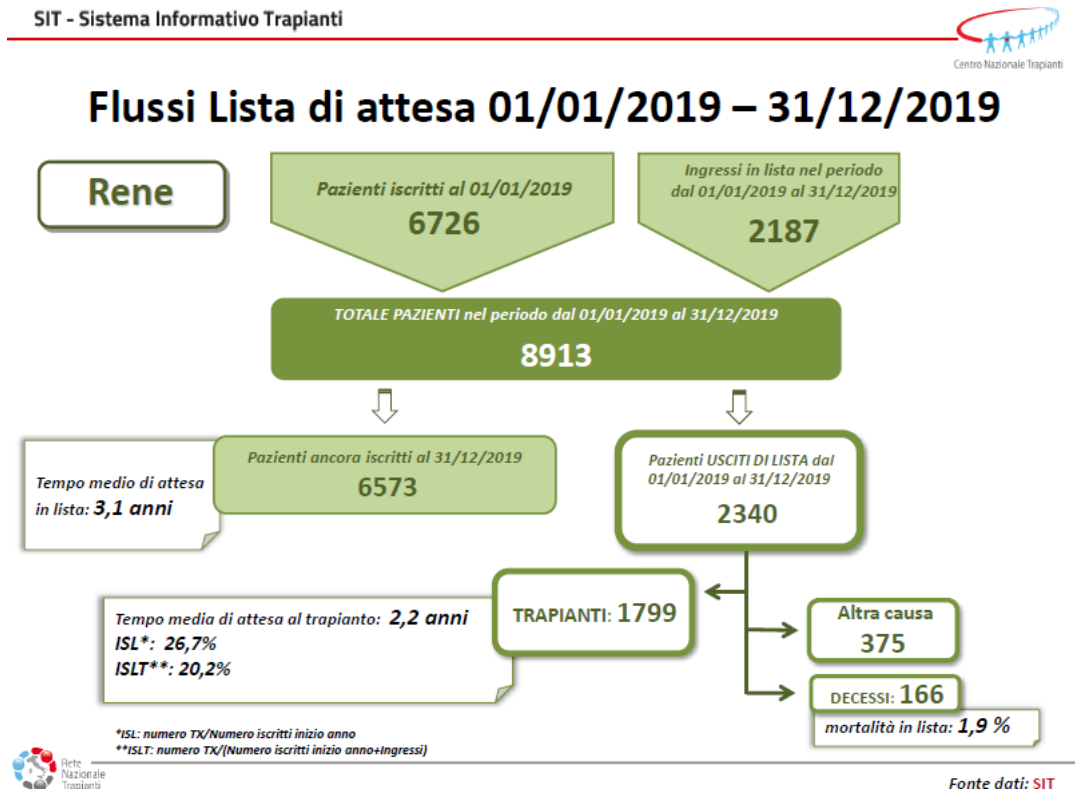 SIT - Sistema Informativo Trapianti
Centro Nazionale Trapianti
Flussi Lista di attesa 01/01/2019 – 31/12/2019
Rene
Pazienti iscritti al 01/01/2019
6726
Ingressi in lista nel periodo
dal 01/01/2019 al 31/12/2019
2187
TOTALE PAZIENTI nel periodo dal 01/01/2019 al 31/12/2019
8913
Tempo medio di attesa
in lista: 3,1 anni
Pazienti ancora iscritti al 31/12/2019
6573
Pazienti USCITI DI LISTA dal
01/01/2019 al 31/12/2019
2340
Tempo media di attesa al trapianto: 2,2 anni
ISL*: 26,7%
ISLT**: 20,2%
TRAPIANTI: 1799
Altra causa
375
DECESSI: 166
mortalità in lista: 1,9 %
*ISL: numero TX/Numero iscritti inizio anno
**ISLT: numero TX/(Numero iscritti inizio anno+Ingressi)
Rete
Nazionale
Trapianti
Fonte dati: SIT